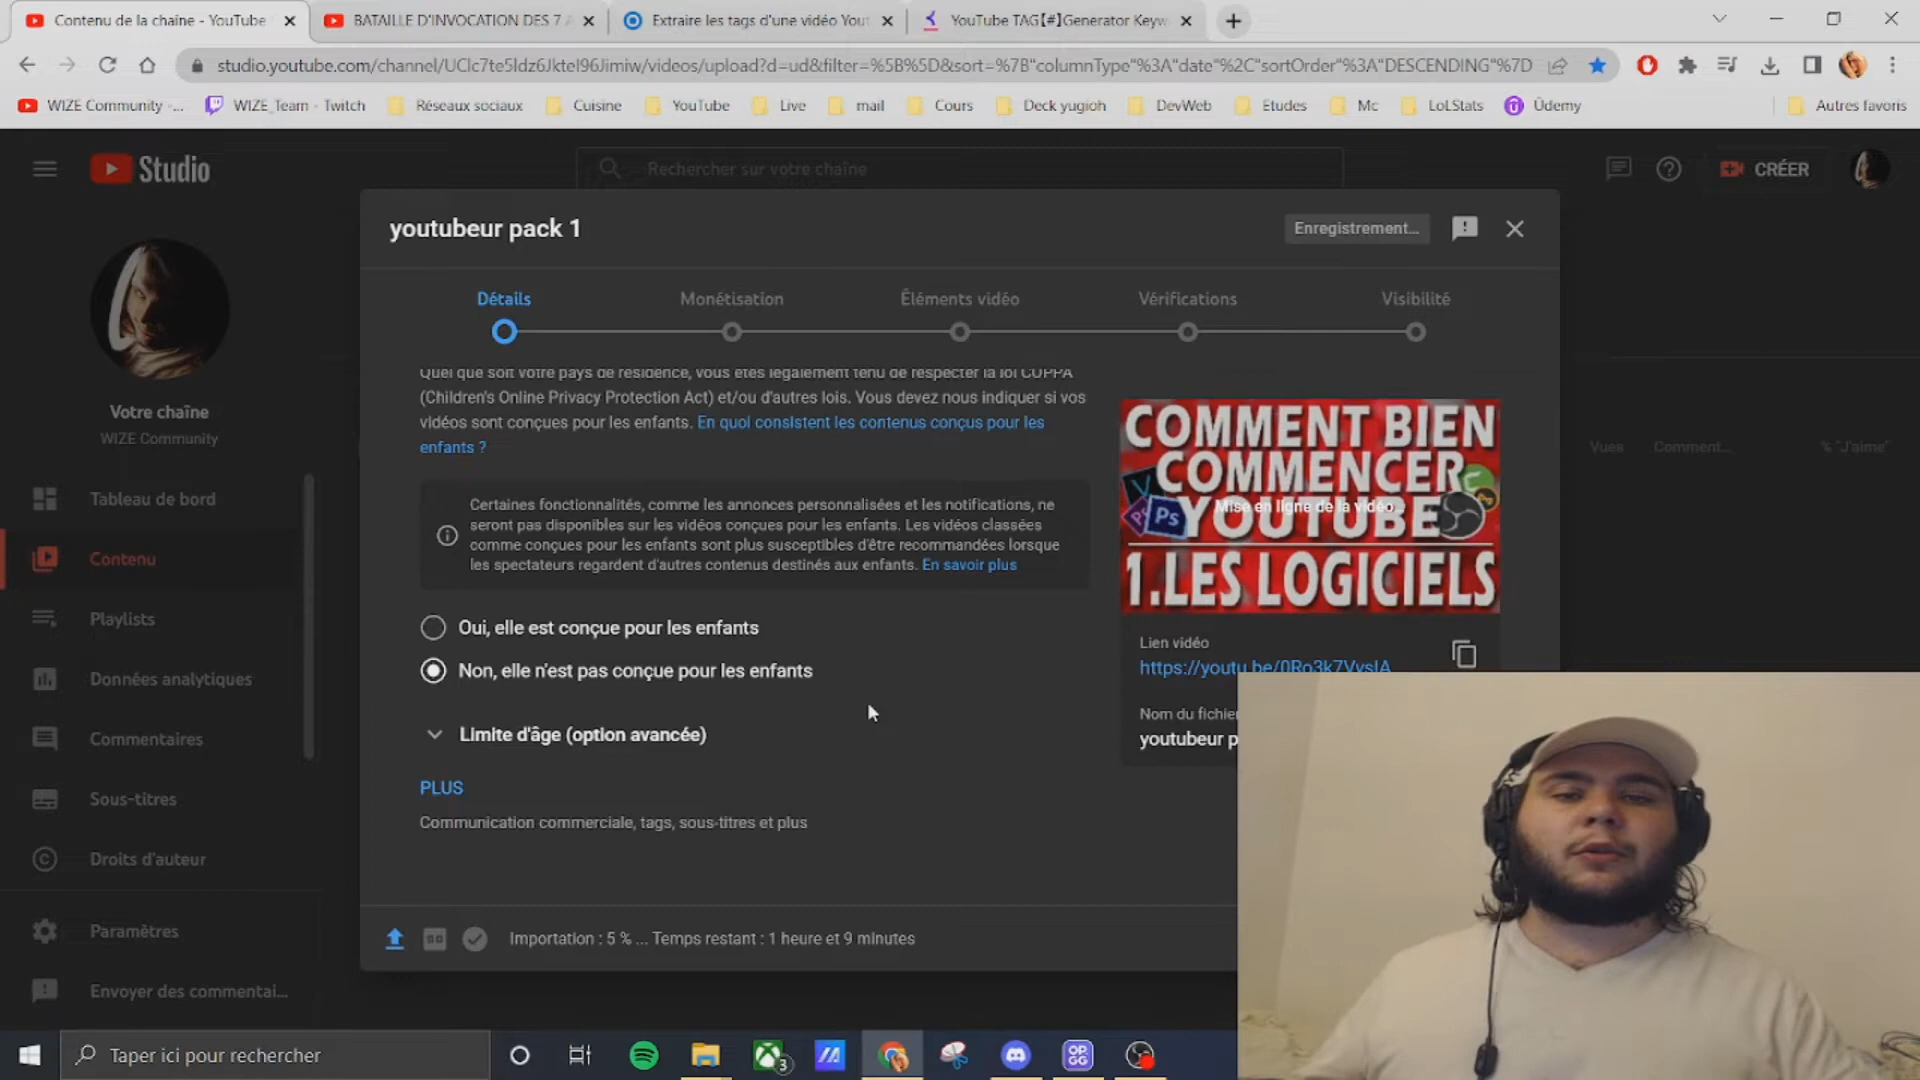 Contenu de la chaîne - YouTube
BATAILLE D'INVOCATION DES 7
Extraire les tags d'une vidéo You
YouTube TAG【#】Generator Keyw
studio.youtube.com/channel/UClc7te5ldz6Jktel96Jimiw/videos/upload?d=ud&filter=%5B%5D&sort=%7B"columnType"%3A"date"%2C"sortOrder"%3A"DESCENDING"%7D
WIZE Community -...
WIZE_Team - Twitch
Réseaux sociaux
Cuisine
YouTube
Live
mail
Cours
Deck yugioh
DevWeb
Etudes
Mc
LoLStats
Udemy
Autres favoris
Studio
Rechercher sur votre chaîne
CRÉER
youtubeur pack 1
Enregistrement...
Détails
Monétisation
Éléments vidéo
Vérifications
Visibilité
Quel que soit votre pays de résidence, vous êtes légalement tenu de respecter la loi COPPA
(Children's Online Privacy Protection Act) et/ou d'autres lois. Vous devez nous indiquer si vos
vidéos sont conçues pour les enfants. En quoi consistent les contenus conçus pour les
enfants ?
Certaines fonctionnalités, comme les annonces personnalisées et les notifications, ne
seront pas disponibles sur les vidéos conçues pour les enfants. Les vidéos classées
comme conçues pour les enfants sont plus susceptibles d'être recommandées lorsque
les spectateurs regardent d'autres contenus destinés aux enfants. En savoir plus
Oui, elle est conçue pour les enfants
Non, elle n'est pas conçue pour les enfants
Limite d'âge (option avancée)
PLUS
Communication commerciale, tags, sous-titres et plus
Importation : 5 % ... Temps restant : 1 heure et 9 minutes
COMMENT BIEN
COMMENCER
YOUTUBE
Mise en ligne de la vidéo...
Ps
1.LES LOGICIELS
Lien vidéo
https://youtu.be/0Ro3k7VvsIA
Nom du fichie
youtubeur p
Vues
Comment...
% "J'aime"
Votre chaîne
WIZE Community
Tableau de bord
Contenu
Playlists
Données analytiques
Commentaires
Sous-titres
Droits d'auteur
Paramètres
Envoyer des commentai...
Taper ici pour rechercher
3
OP
GG